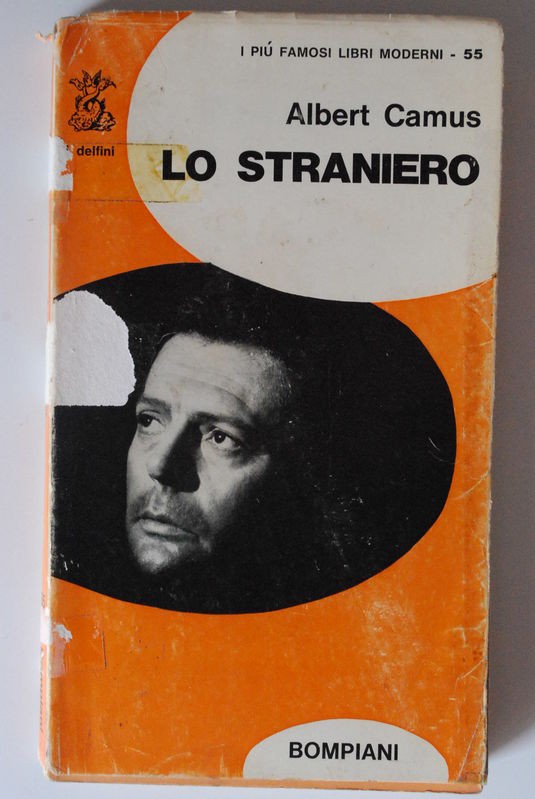 I PIÚ FAMOSI LIBRI MODERNI - 55
Albert Camus
delfini
LO STRANIERO
BOMPIANI